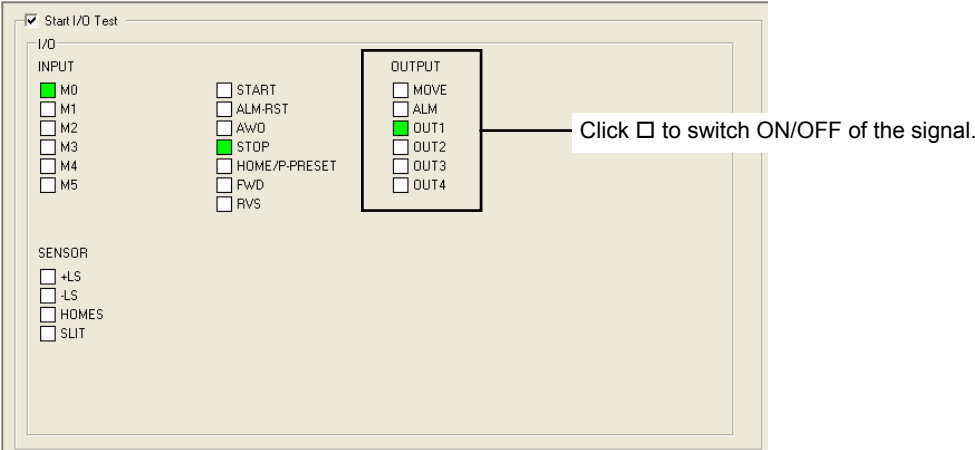 Start I/O Test
I/O
INPUT
M0
M1
M2
M3
M4
M5
START
ALM-RST
AWO
STOP
HOME/P-PRESET
FWD
RVS
OUTPUT
MOVE
ALM
OUT1
OUT2
OUT3
OUT4
Click □ to switch ON/OFF of the signal.
SENSOR
+LS
-LS
HOMES
SLIT